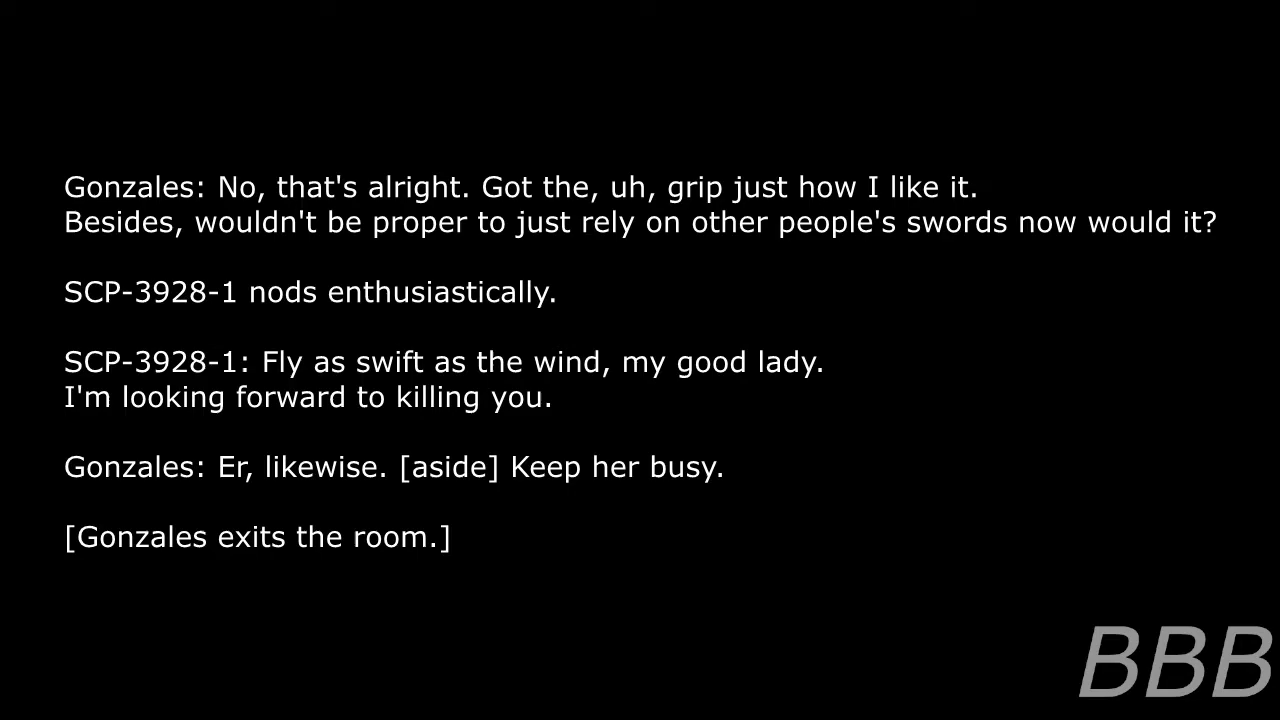 Gonzales: No, that's alright. Got the, uh, grip just how I like it.
Besides, wouldn't be proper to just rely on other people's swords now would it?
SCP-3928-1 nods enthusiastically.
SCP-3928-1: Fly as swift as the wind, my good lady.
I'm looking forward to killing you.
Gonzales: Er, likewise. [aside] Keep her busy.
[Gonzales exits the room.]
BBB